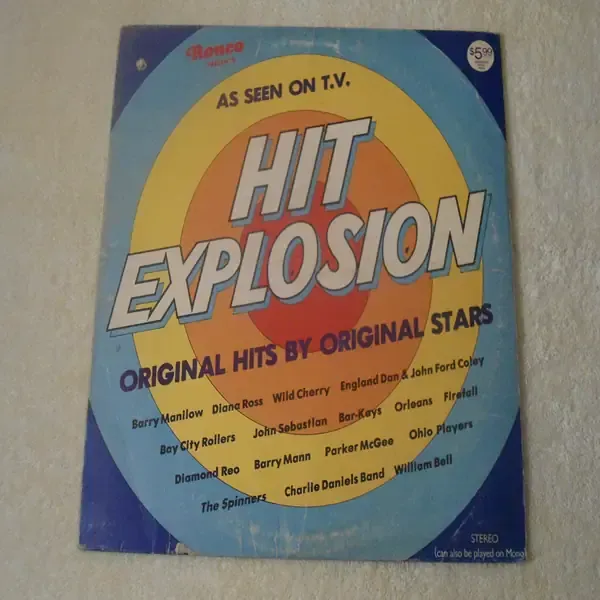 Ronco
$5.99
AS SEEN ON T.V.
HIT
EXPLOSION
ORIGINAL HITS BY ORIGINAL STARS
Barry Manilow Diana Ross Wild Cherry England Dan & John Ford Coley
Bay City Rollers John Sebastian Bar-Kays Orleans Firefall
Diamond Reo Barry Mann Parker McGee Ohio Players
The Spinners Charlie Daniels Band William Bell
STEREO
(can also be played on Mono)